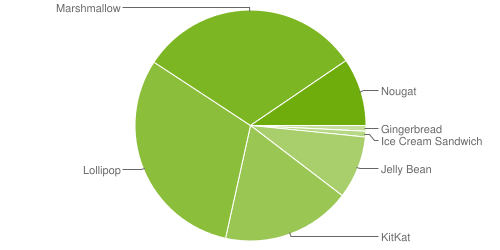 Marshmallow
Nougat
Gingerbread
Ice Cream Sandwich
Lollipop
Jelly Bean
KitKat